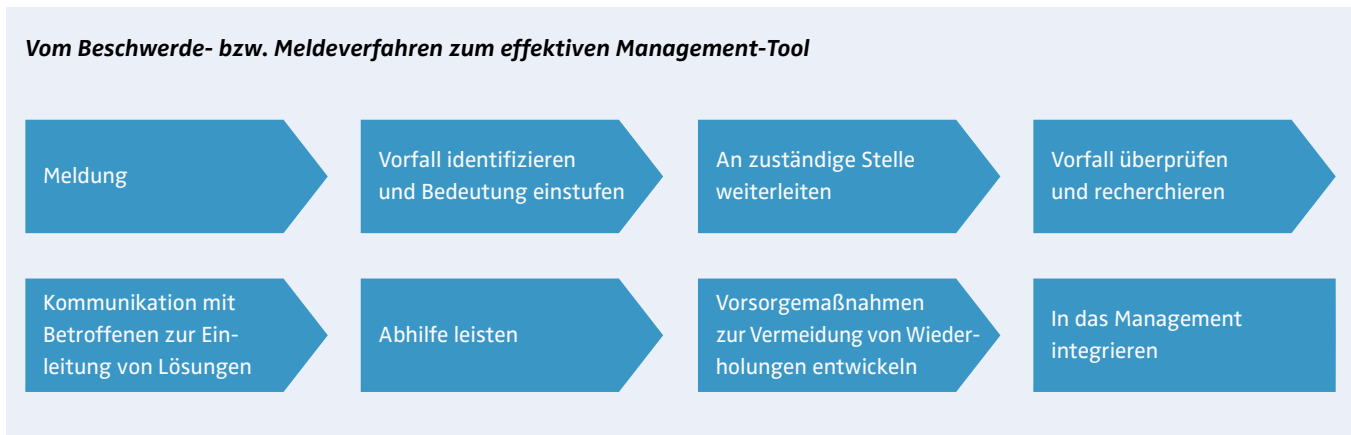 Vom Beschwerde- bzw. Meldeverfahren zum effektiven Management-Tool
Meldung
Vorfall identifizieren
und Bedeutung einstufen
An zuständige Stelle
weiterleiten
Vorfall überprüfen
und recherchieren
Kommunikation mit
Betroffenen zur Ein-
leitung von Lösungen
Abhilfe leisten
Vorsorgemaßnahmen
zur Vermeidung von Wieder-
holungen entwickeln
In das Management
integrieren